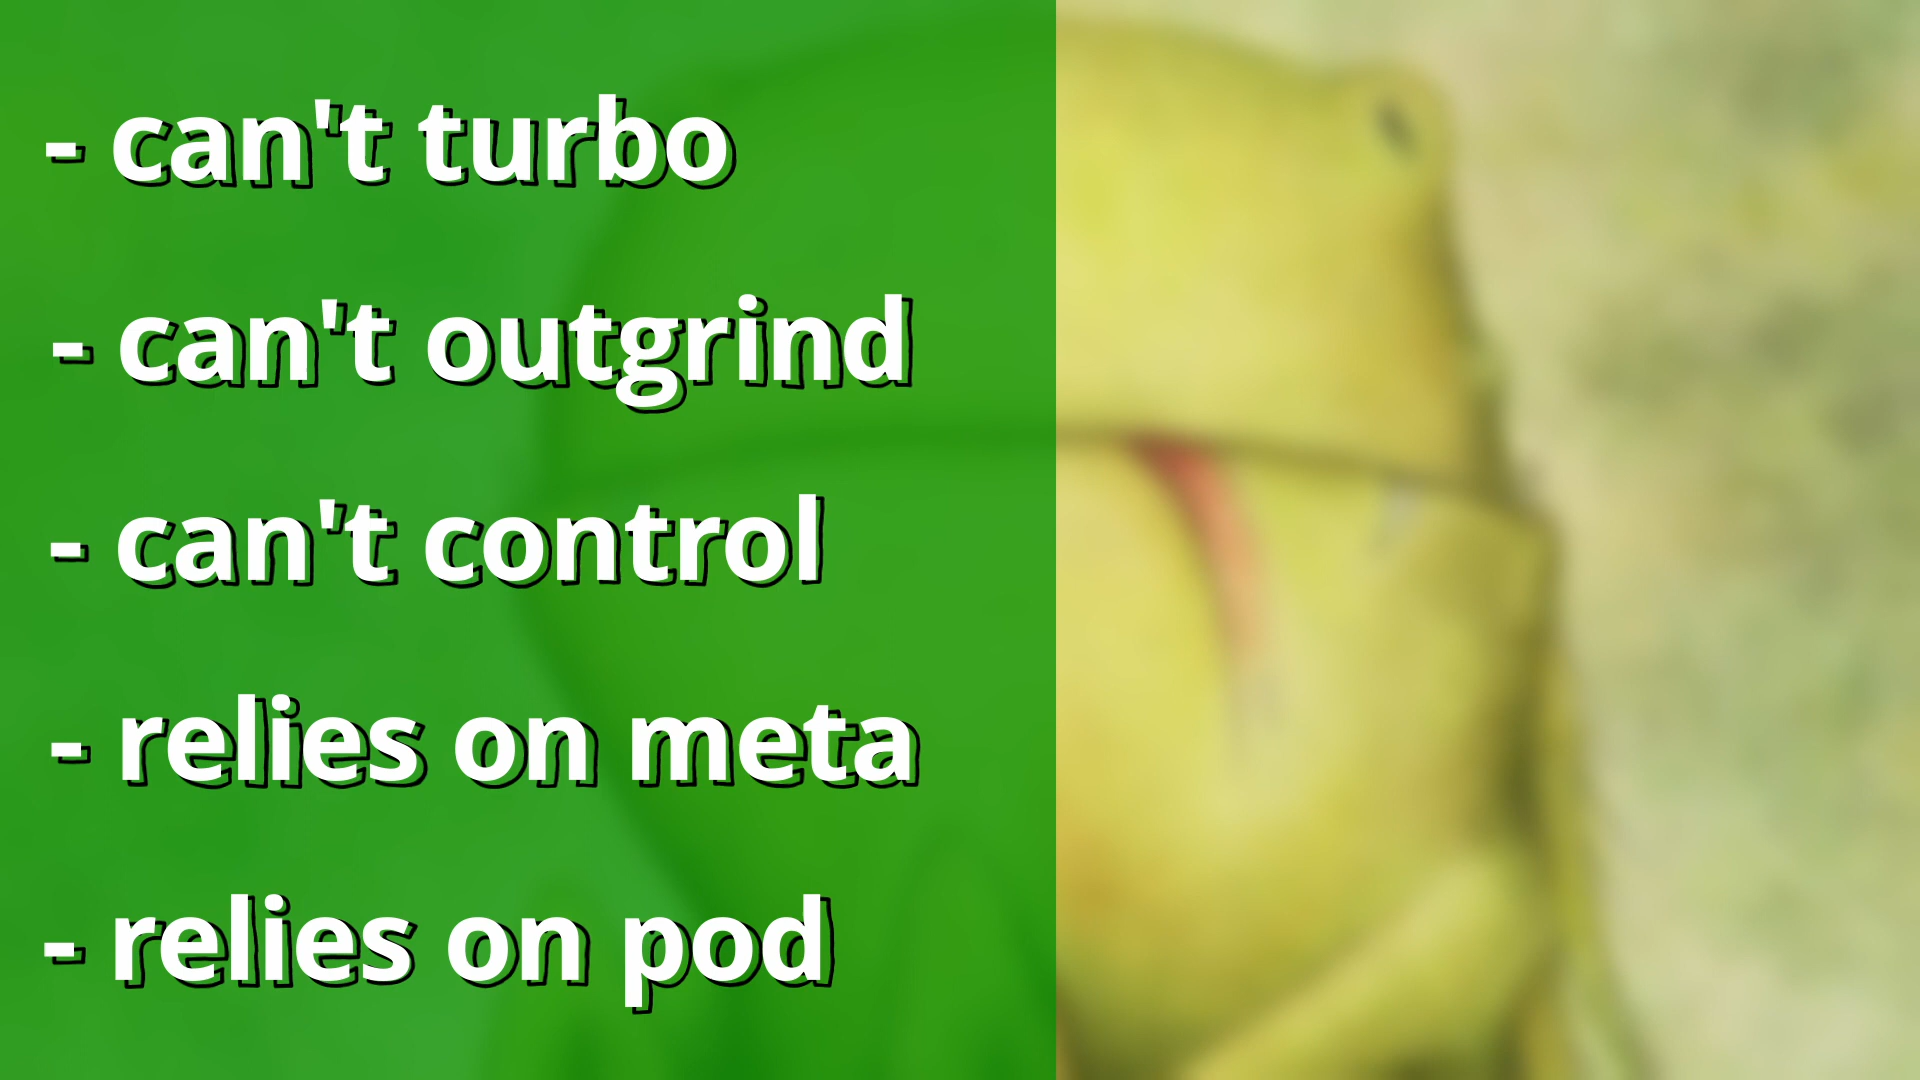 - can't turbo
- can't outgrind
- can't control
- relies on meta
- relies on pod